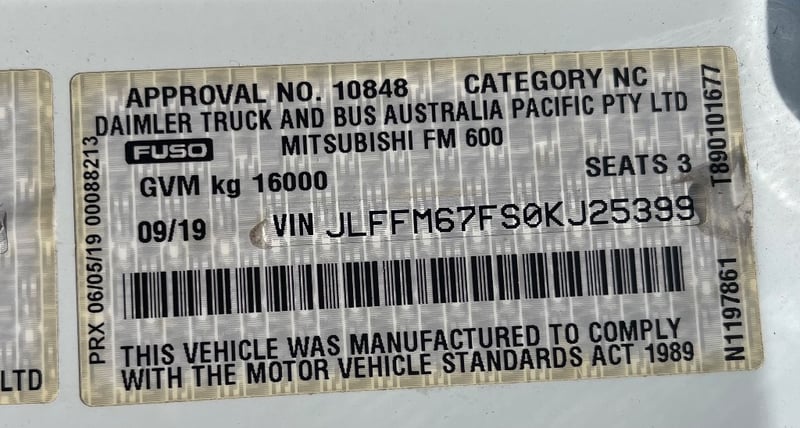 APPROVAL NO. 10848 CATEGORY NC
DAIMLER TRUCK AND BUS AUSTRALIA PACIFIC PTY LTD
FUSO MITSUBISHI FM 600
GVM kg 16000 SEATS 3
09/19 VIN JLFFM67FS0KJ25399
THIS VEHICLE WAS MANUFACTURED TO COMPLY
WITH THE MOTOR VEHICLE STANDARDS ACT 1989
PRX 06/05/19 00088213
T890101677
N1197861
LTD